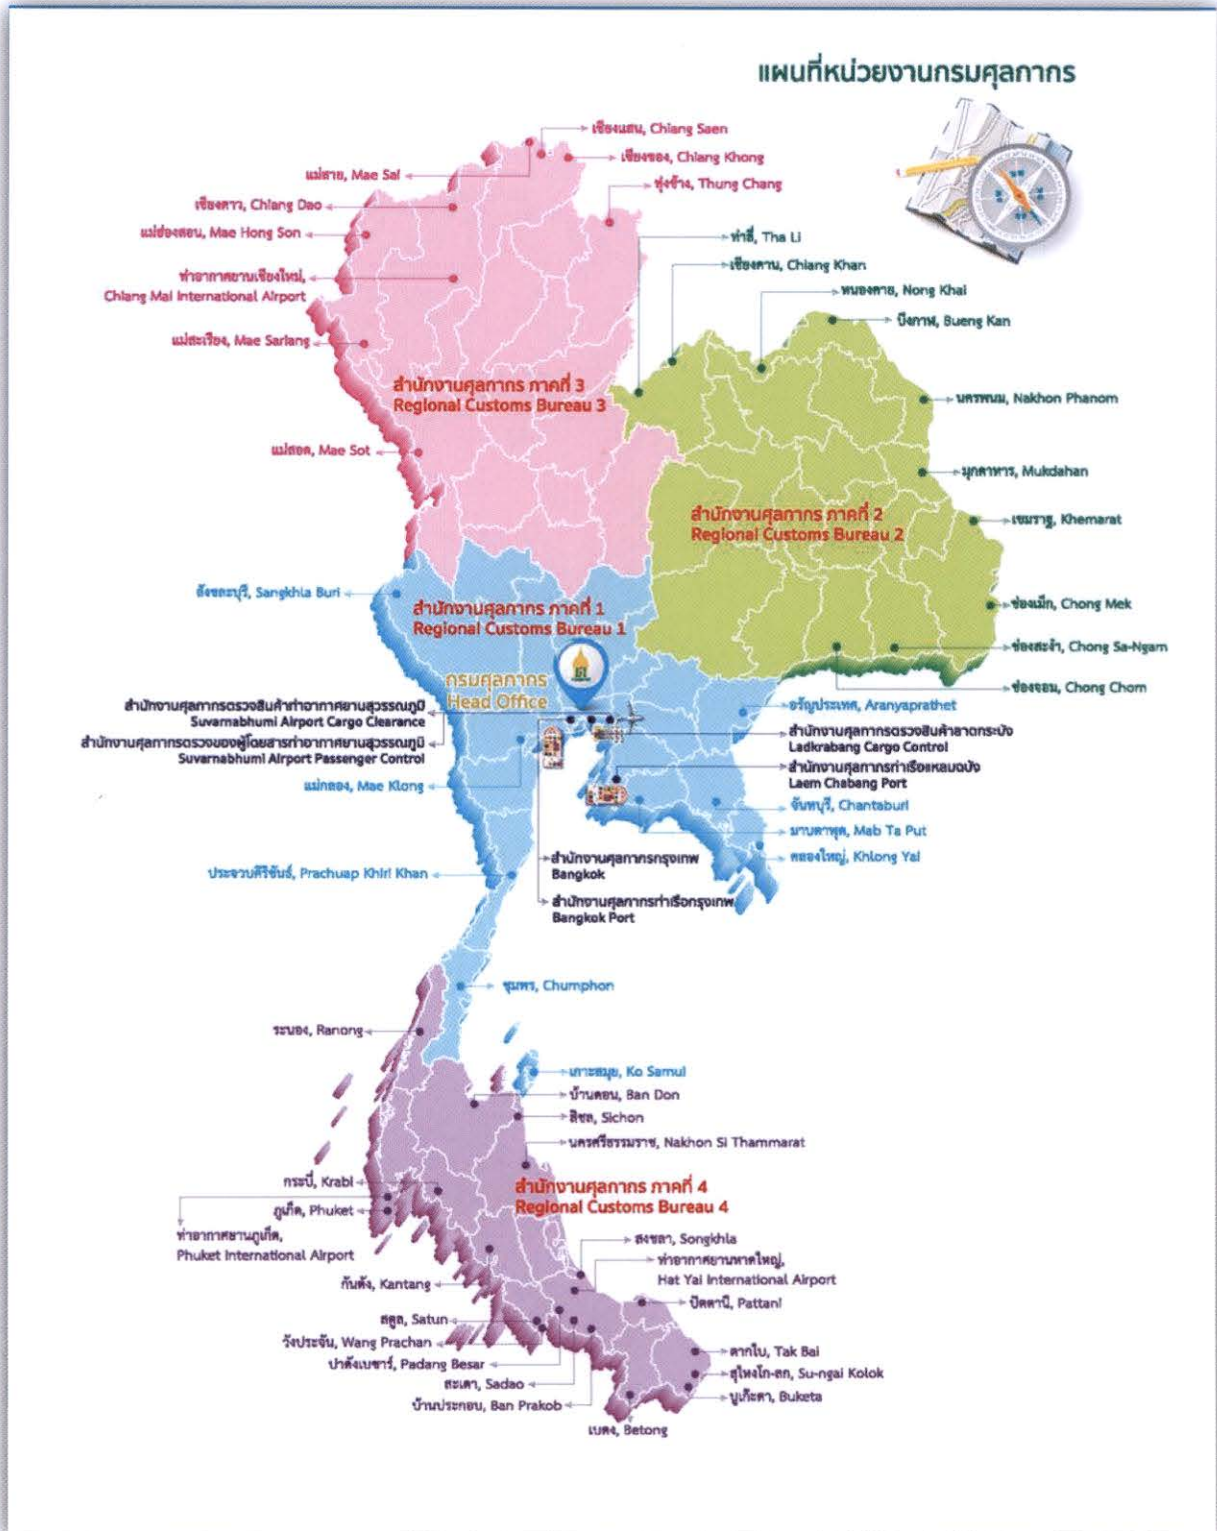 แผนที่หน่วยงานกรมศุลกากร
เชียงแสน, Chiang Saen
เชียงของ, Chiang Khong
แม่สาย, Mae Sai
ทุ่งช้าง, Thung Chang
เชียงดาว, Chiang Dao
แม่ฮ่องสอน, Mae Hong Son
ท่าลี่, Tha Li
เชียงคาน, Chiang Khan
ท่าอากาศยานเชียงใหม่,
Chiang Mai International Airport
หนองคาย, Nong Khai
บึงกาฬ, Bueng Kan
แม่สะเรียง, Mae Sariang
สำนักงานศุลกากร ภาคที่ 3
Regional Customs Bureau 3
นครพนม, Nakhon Phanom
แม่สอด, Mae Sot
มุกดาหาร, Mukdahan
สำนักงานศุลกากร ภาคที่ 2
Regional Customs Bureau 2
เขมราฐ, Khemarat
สังขละบุรี, Sangkhla Buri
สำนักงานศุลกากร ภาคที่ 1
Regional Customs Bureau 1
ช่องเม็ก, Chong Mek
ช่องสะงำ, Chong Sa-Ngam
กรมศุลกากร
Head Office
ช่องจอม, Chong Chom
สำนักงานศุลกากรตรวจสินค้าท่าอากาศยานสุวรรณภูมิ
Suvarnabhumi Airport Cargo Clearance
อรัญประเทศ, Aranyaprathet
สำนักงานศุลกากรตรวจของผู้โดยสารท่าอากาศยานสุวรรณภูมิ
Suvarnabhumi Airport Passenger Control
สำนักงานศุลกากรตรวจสินค้าลาดกระบัง
Ladkrabang Cargo Control
แม่กลอง, Mae Klong
สำนักงานศุลกากรท่าเรือแหลมฉบัง
Laem Chabang Port
จันทบุรี, Chantaburi
มาบตาพุด, Mab Ta Put
คลองใหญ่, Khlong Yai
สำนักงานศุลกากรกรุงเทพ
Bangkok
ประจวบคีรีขันธ์, Prachuap Khiri Khan
สำนักงานศุลกากรท่าเรือกรุงเทพ
Bangkok Port
ชุมพร, Chumphon
ระนอง, Ranong
เกาะสมุย, Ko Samui
บ้านดอน, Ban Don
สิชล, Sichon
นครศรีธรรมราช, Nakhon Si Thammarat
กระบี่, Krabi
สำนักงานศุลกากร ภาคที่ 4
Regional Customs Bureau 4
ภูเก็ต, Phuket
ท่าอากาศยานภูเก็ต,
Phuket International Airport
สงขลา, Songkhla
ท่าอากาศยานหาดใหญ่,
Hat Yai International Airport
กันตัง, Kantang
ปัตตานี, Pattani
สตูล, Satun
วังประจัน, Wang Prachan
ปาดังเบซาร์, Padang Besar
ตากใบ, Tak Bai
สุไหงโก-ลก, Su-ngai Kolok
สะเดา, Sadao
บูเก๊ะตา, Buketa
บ้านประกอบ, Ban Prakob
เบตง, Betong